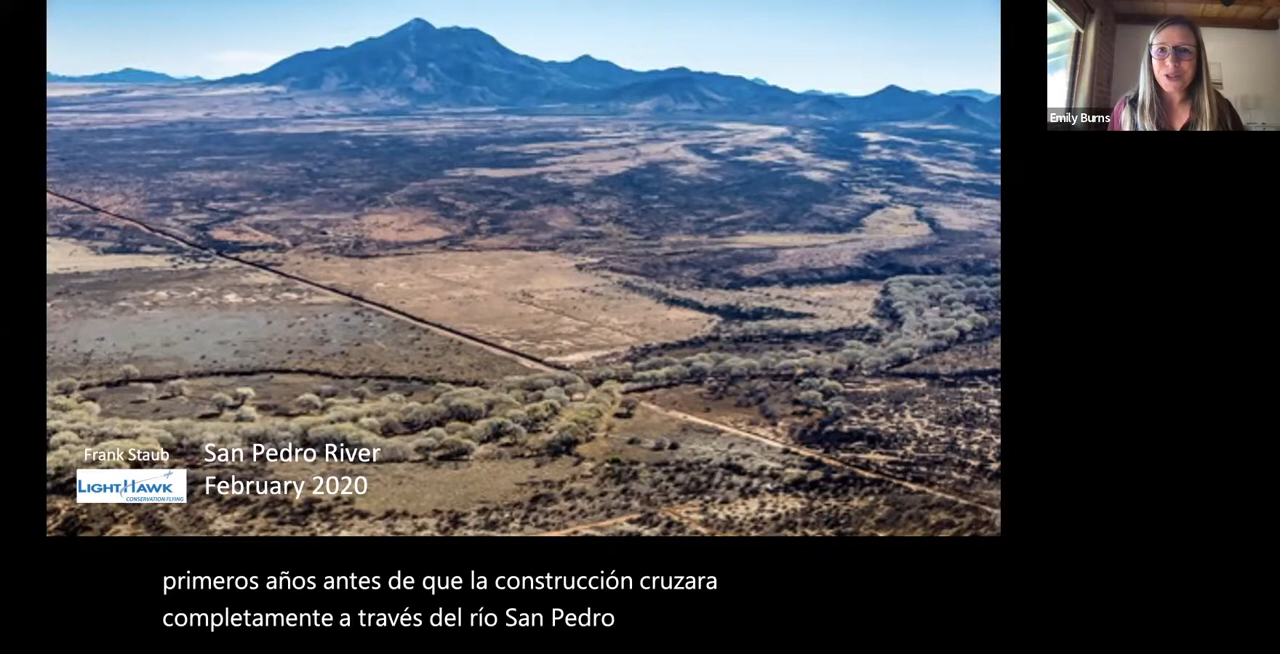 Emily Burns
Frank Staub
San Pedro River
LIGHTHAWK
February 2020
CONSERVATION FLYING
primeros años antes de que la construcción cruzara
completamente a través del río San Pedro